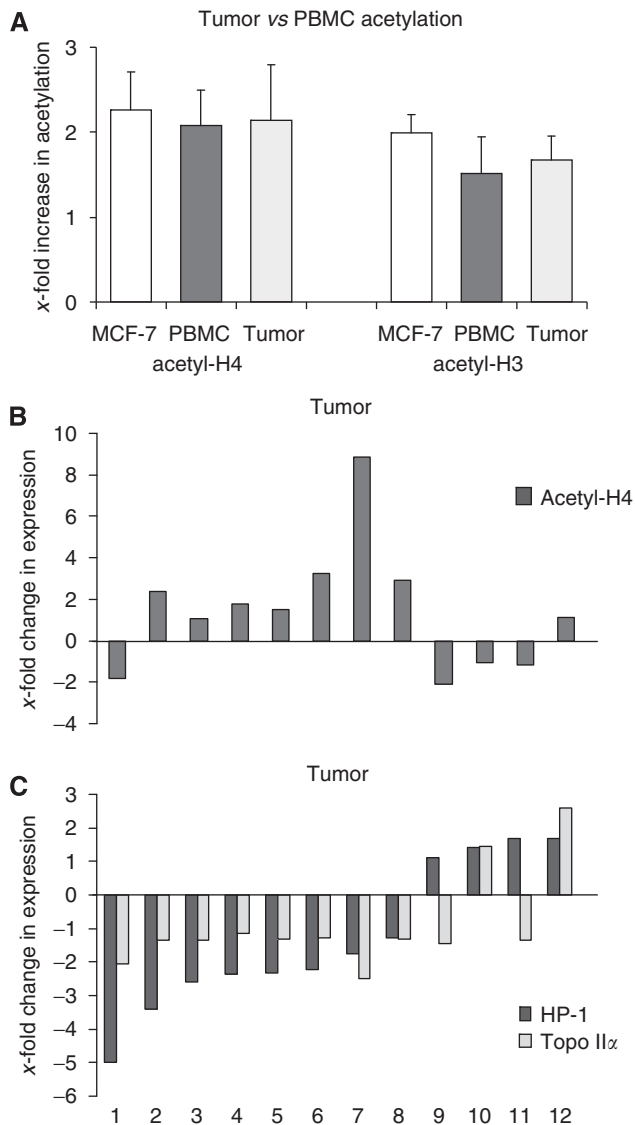 A
Tumor vs PBMC acetylation
x-fold increase in acetylation
3
2
1
0
MCF-7 PBMC Tumor MCF-7 PBMC Tumor
acetyl-H4 acetyl-H3
B
Tumor
x-fold change in expression
10
8
6
4
2
0
–2
–4
Acetyl-H4
C
Tumor
x-fold change in expression
3
2
1
0
–1
–2
–3
–4
–5
–6
HP-1
Topo IIα
1 2 3 4 5 6 7 8 9 10 11 12